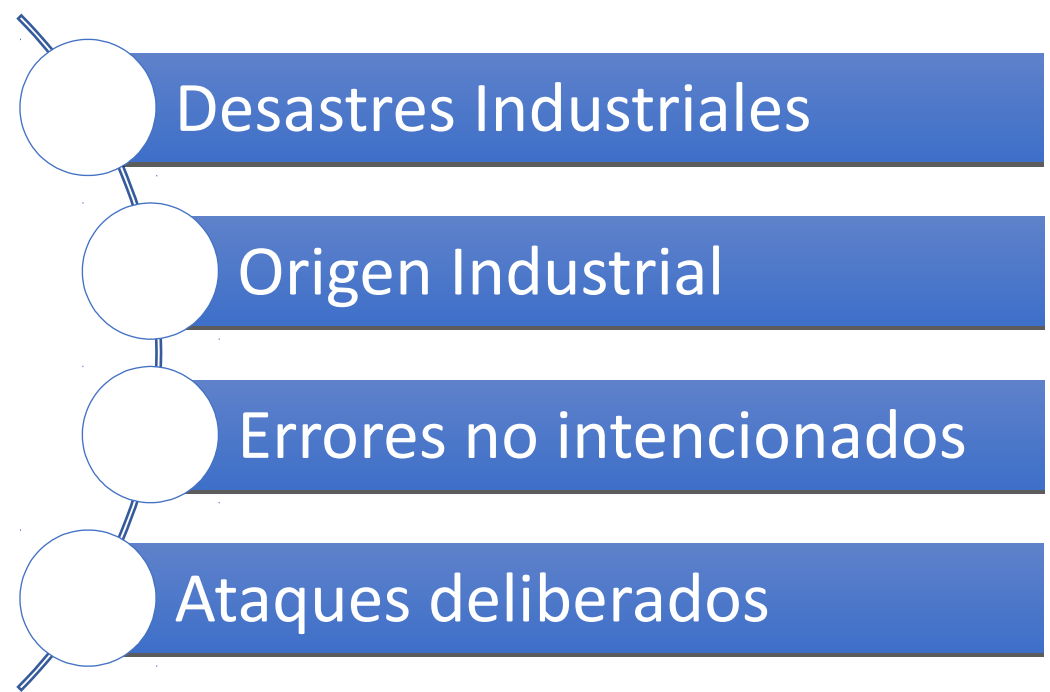 Desastres Industriales
Origen Industrial
Errores no intencionados
Ataques deliberados